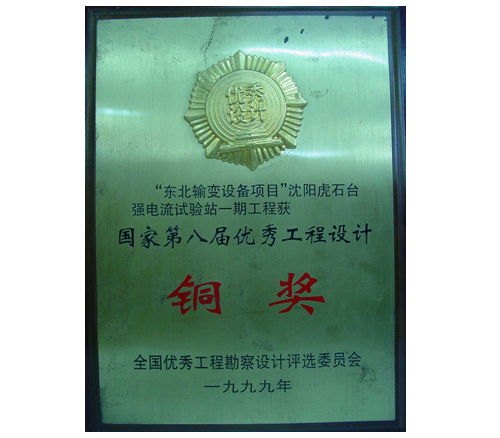 优秀
设计
“东北输变设备项目”沈阳虎石台
强电流试验站一期工程获
国家第八届优秀工程设计
铜奖
全国优秀工程勘察设计评选委员会
一九九九年